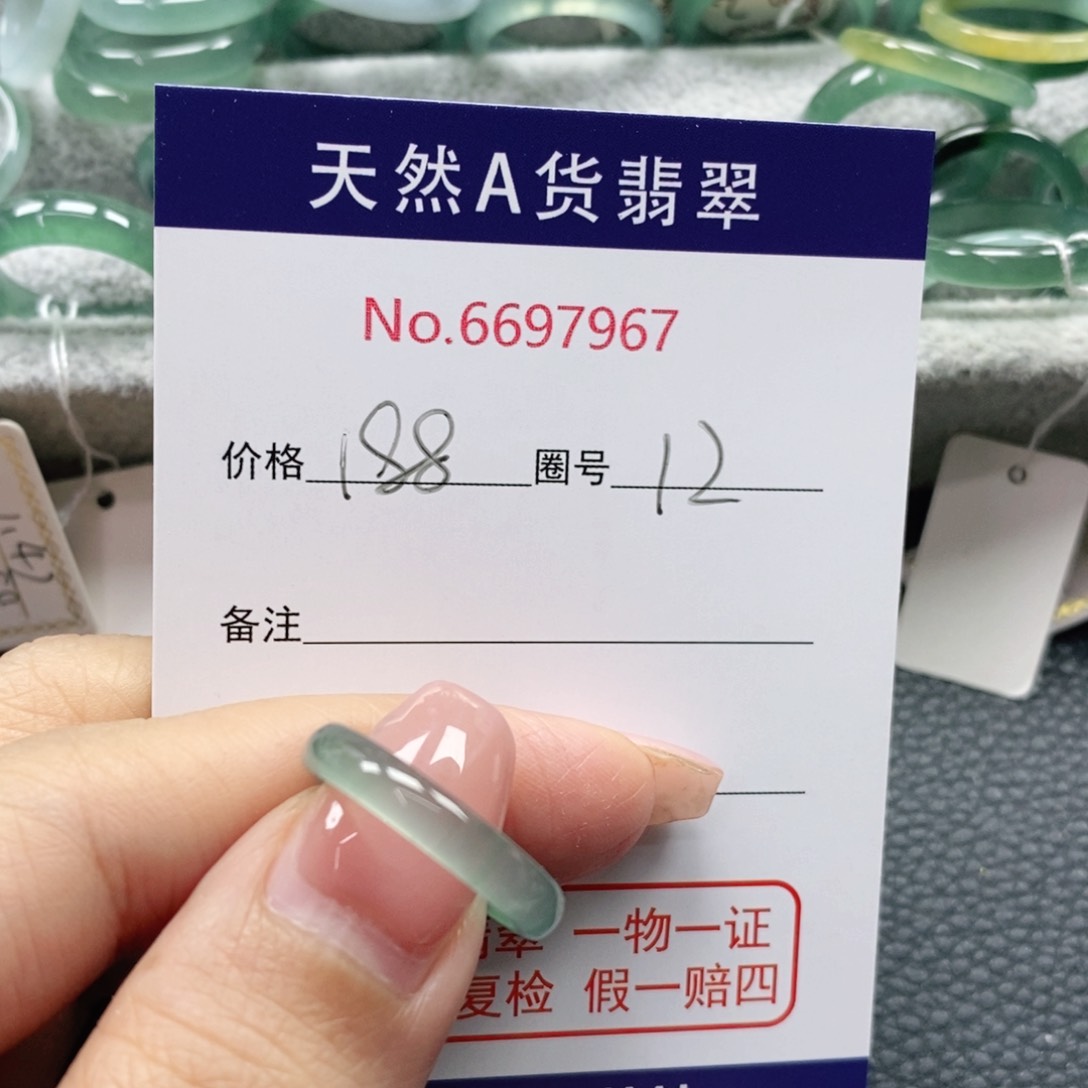 天然A货翡翠
No.6697967
价格 188 圈号 12
备注
翠 一物一证
复检 假一赔四